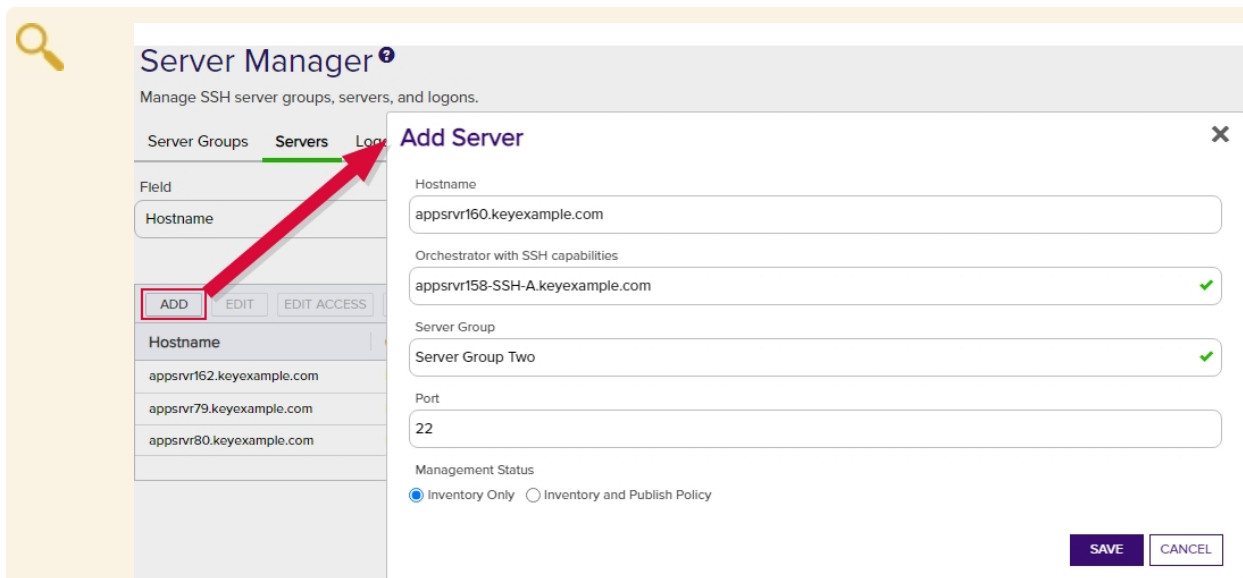 Server Manager
Manage SSH server groups, servers, and logons.
Server Groups Servers
Field
Hostname
ADD EDIT EDIT ACCESS
Hostname
appsrvr162.keyexample.com
appsrvr79.keyexample.com
appsrvr80.keyexample.com
Add Server
Hostname
appsrvr160.keyexample.com
Orchestrator with SSH capabilities
appsrvr158-SSH-A.keyexample.com
Server Group
Server Group Two
Port
22
Management Status
Inventory Only Inventory and Publish Policy
SAVE CANCEL